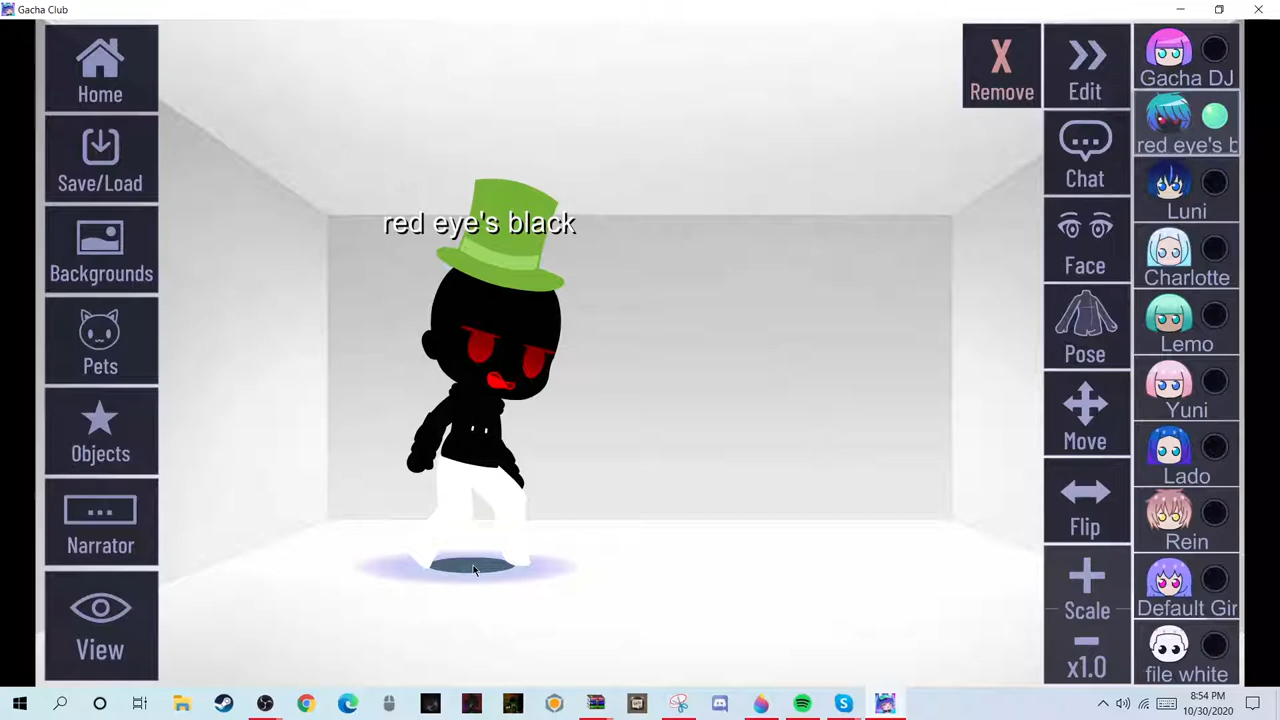 Gacha Club
Home
Save/Load
Backgrounds
Pets
Objects
Narrator
View
red eye's black
X
Remove
Edit
Chat
Face
Pose
Move
Flip
Scale
x1.0
Gacha DJ
red eye's b
Luni
Charlotte
Lemo
Yuni
Lado
Rein
Default Gir
file white
8:54 PM
10/30/2020